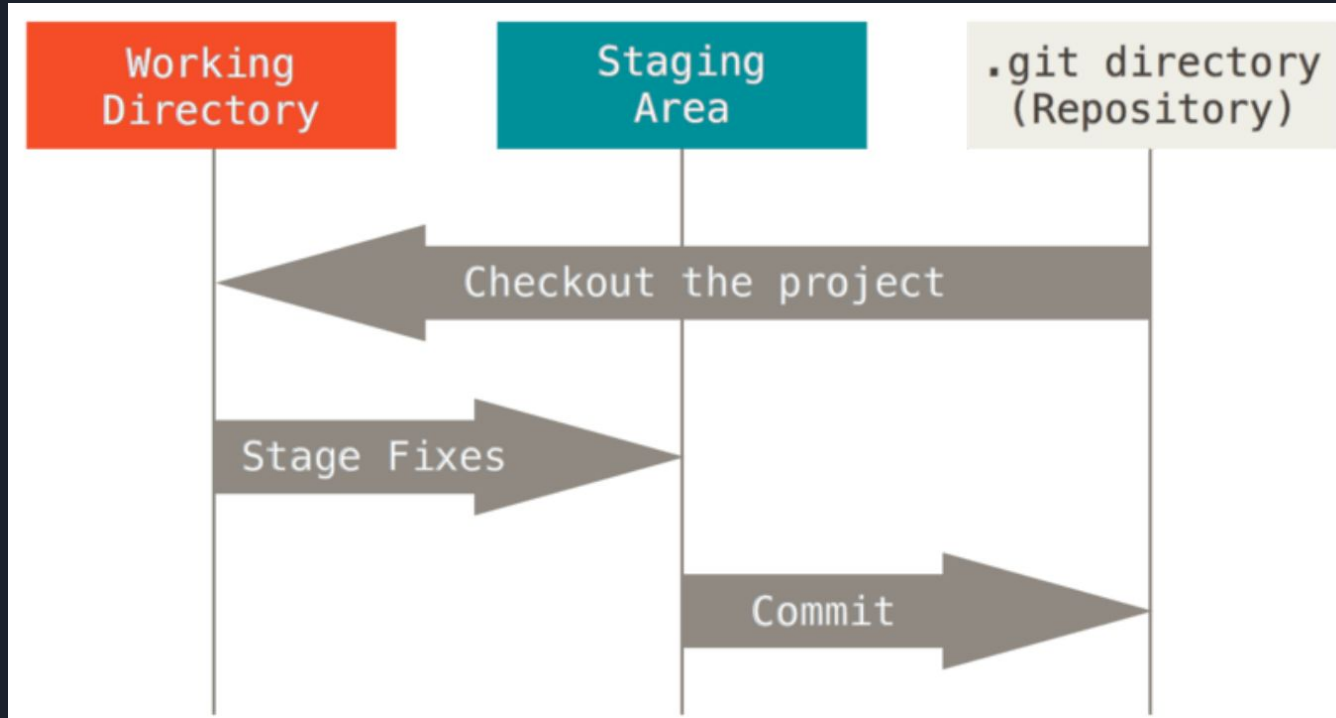 Working
Directory
Staging
Area
.git directory
(Repository)
Checkout the project
Stage Fixes
Commit